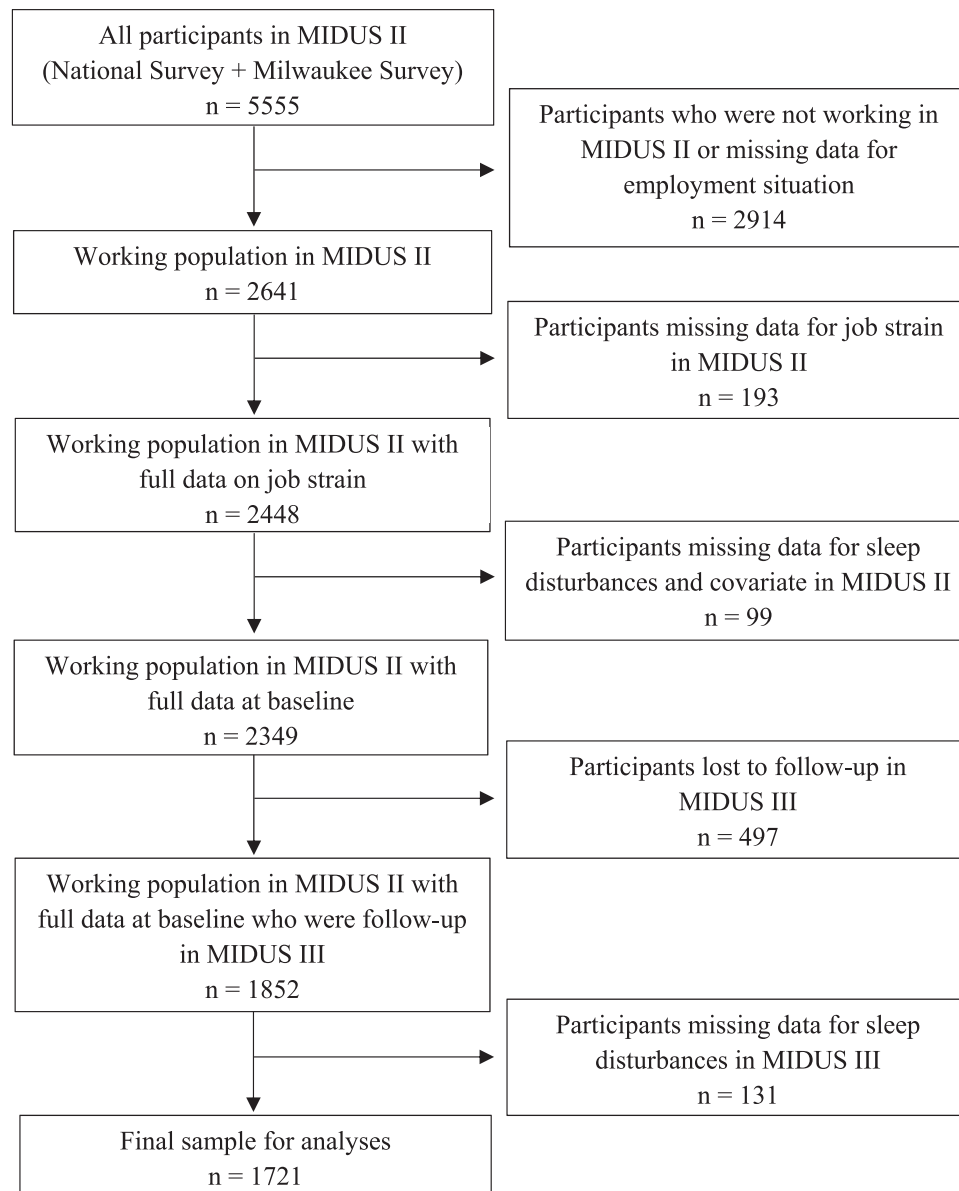 All participants in MIDUS II
(National Survey + Milwaukee Survey)
n = 5555
Participants who were not working in
MIDUS II or missing data for
employment situation
n = 2914
Working population in MIDUS II
n = 2641
Participants missing data for job strain
in MIDUS II
n = 193
Working population in MIDUS II with
full data on job strain
n = 2448
Participants missing data for sleep
disturbances and covariate in MIDUS II
n = 99
Working population in MIDUS II with
full data at baseline
n = 2349
Participants lost to follow-up in
MIDUS III
n = 497
Working population in MIDUS II with
full data at baseline who were follow-up
in MIDUS III
n = 1852
Participants missing data for sleep
disturbances in MIDUS III
n = 131
Final sample for analyses
n = 1721